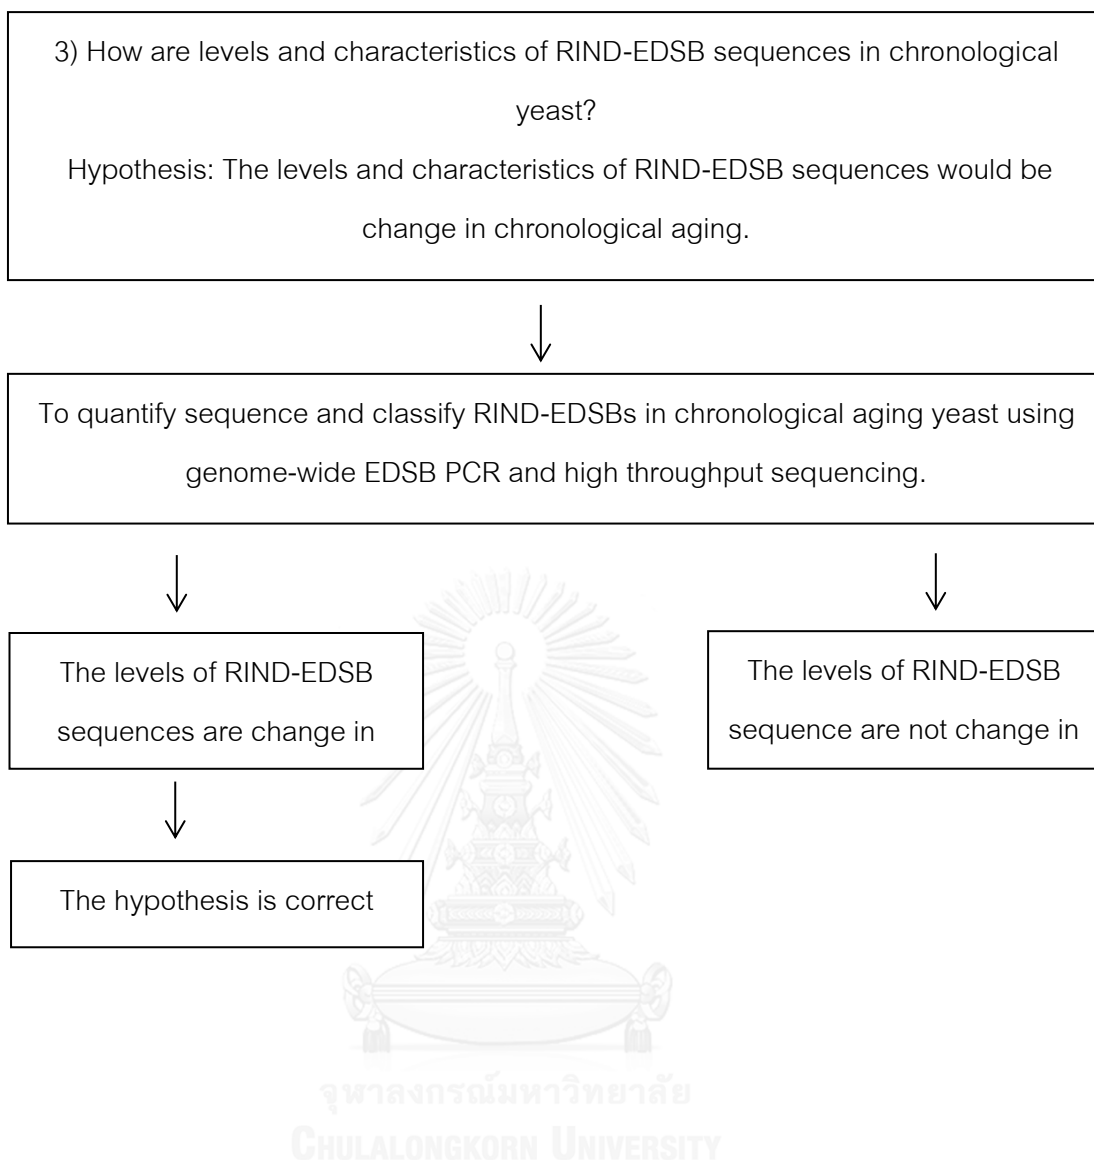 3) How are levels and characteristics of RIND-EDSB sequences in chronological
yeast?
Hypothesis: The levels and characteristics of RIND-EDSB sequences would be
change in chronological aging.
To quantify sequence and classify RIND-EDSBs in chronological aging yeast using
genome-wide EDSB PCR and high throughput sequencing.
The levels of RIND-EDSB
sequences are change in
The levels of RIND-EDSB
sequence are not change in
The hypothesis is correct
จุฬาลงกรณ์มหาวิทยาลัย
CHULALONGKORN UNIVERSITY